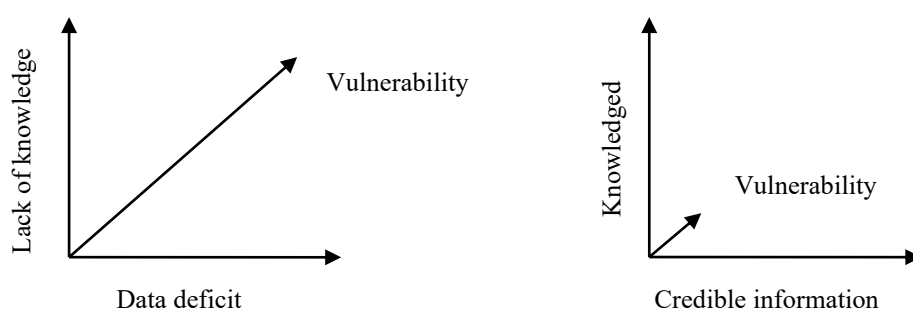 Lack of knowledge
Vulnerability
Data deficit
Knowledged
Vulnerability
Credible information